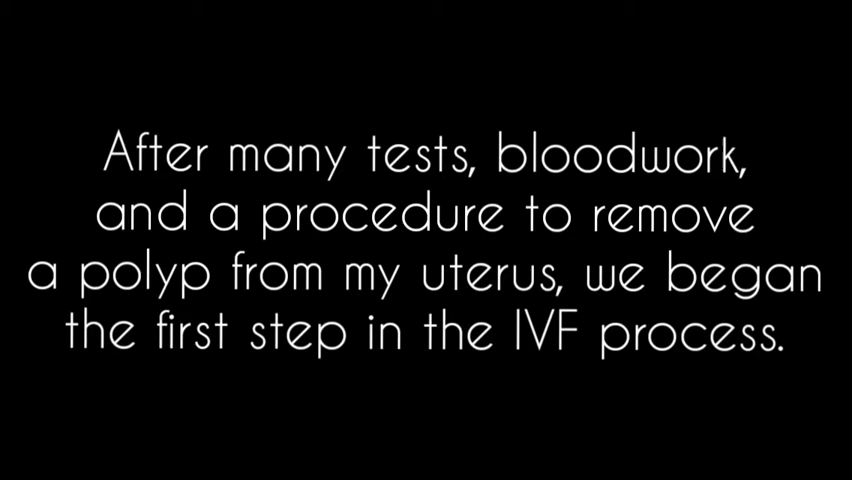 After many tests, bloodwork,
and a procedure to remove
a polyp from my uterus, we began
the first step in the IVF process.